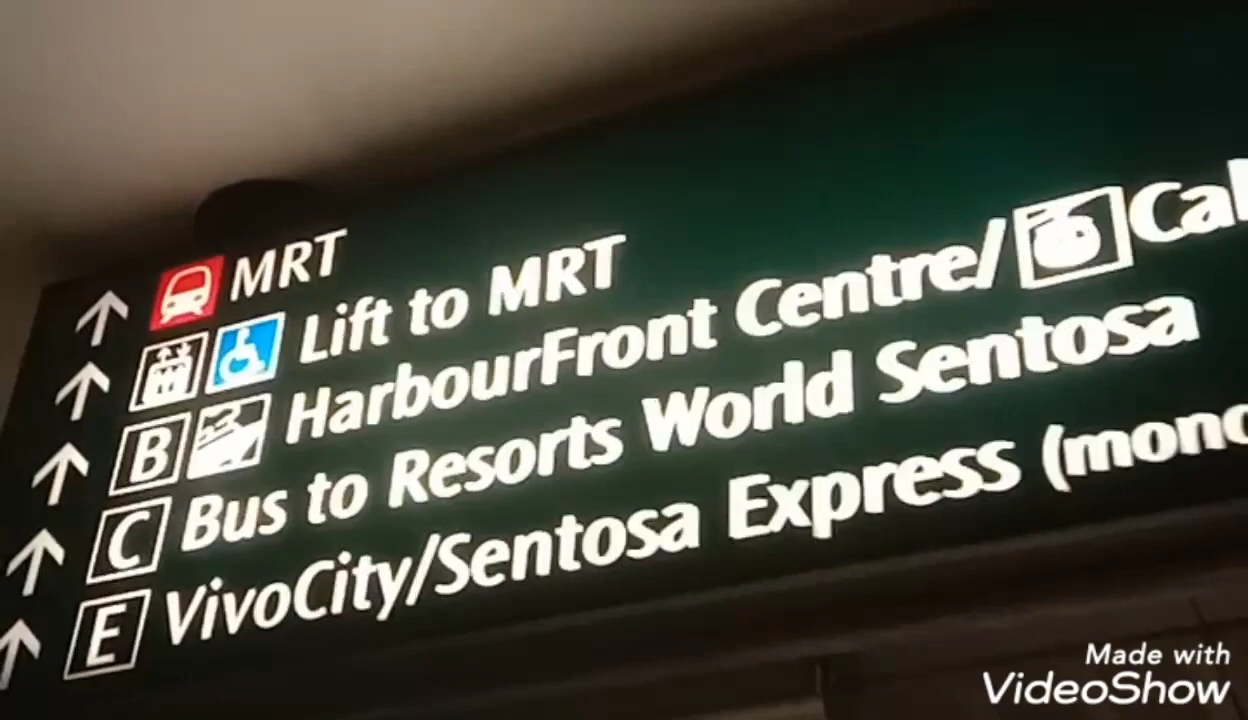 MRT
Lift to MRT
B HarbourFront Centre/
C Bus to Resorts World Sentosa
E VivoCity/Sentosa Express
Made with
VideoShow